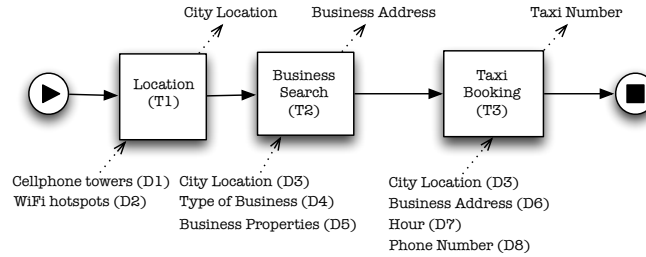 City Location
Business Address
Taxi Number
Location
(T1)
Business
Search
(T2)
Taxi
Booking
(T3)
Cellphone towers (D1)
WiFi hotspots (D2)
City Location (D3)
Type of Business (D4)
Business Properties (D5)
City Location (D3)
Business Address (D6)
Hour (D7)
Phone Number (D8)